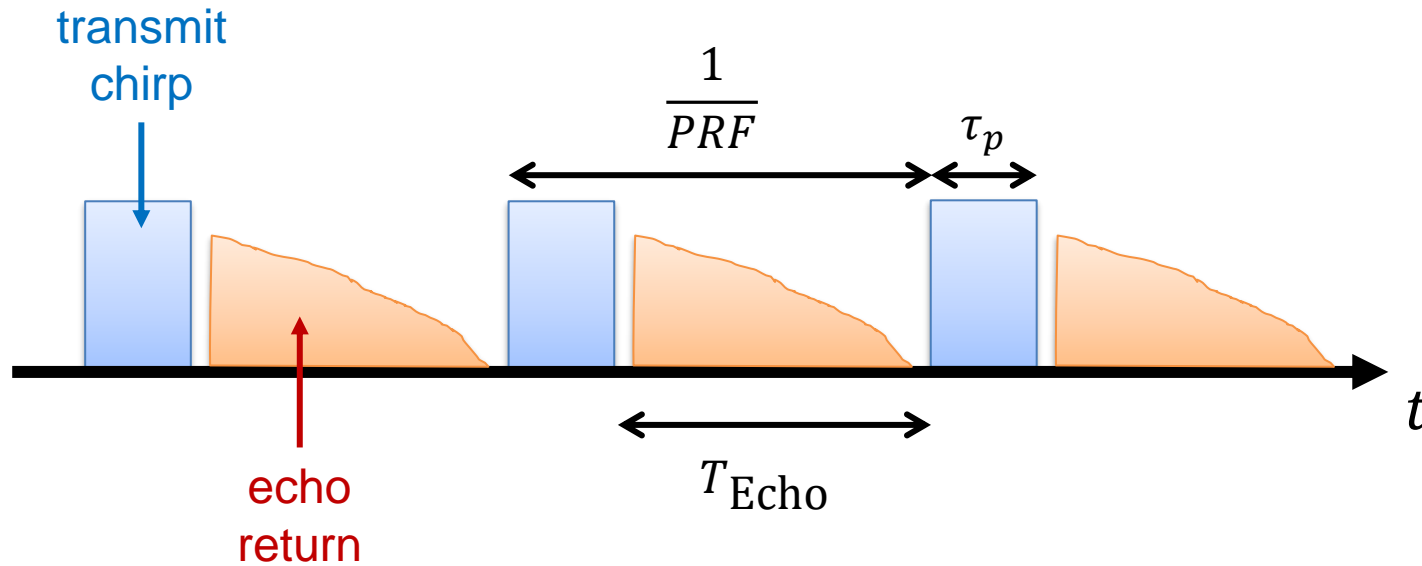 transmit
chirp
1
PRF
τp
t
TEcho
echo
return